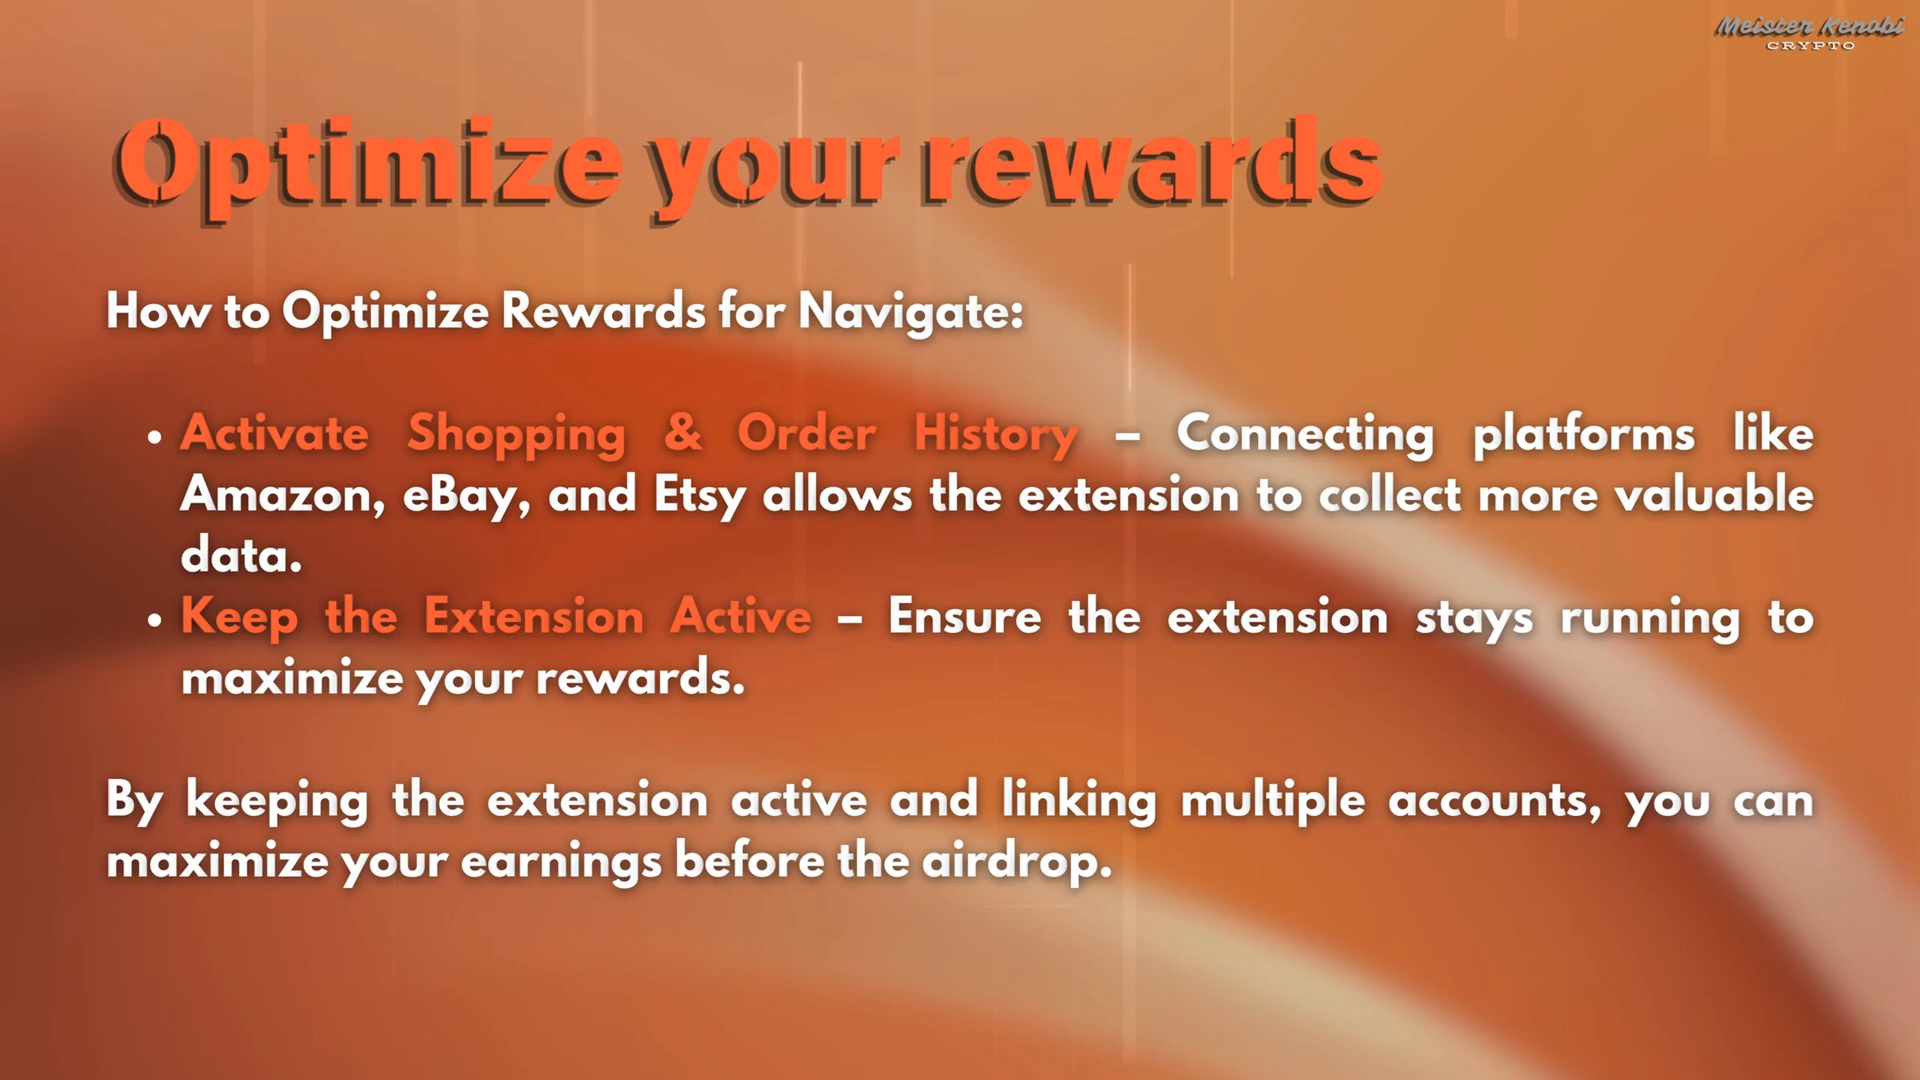 Meister Kenobi
CRYPTO
Optimize your rewards
How to Optimize Rewards for Navigate:
• Activate Shopping & Order History – Connecting platforms like
Amazon, eBay, and Etsy allows the extension to collect more valuable
data.
• Keep the Extension Active – Ensure the extension stays running to
maximize your rewards.
By keeping the extension active and linking multiple accounts, you can
maximize your earnings before the airdrop.